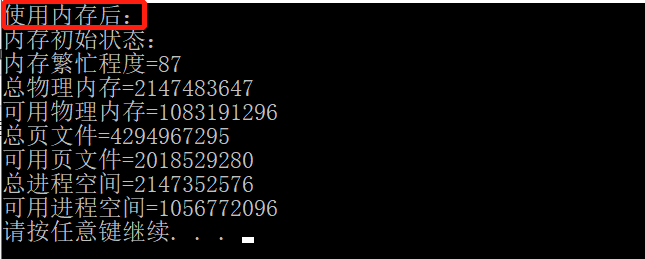 使用内存后：
内存初始状态：
内存繁忙程度=87
总物理内存=2147483647
可用物理内存=1083191296
总页文件=4294967295
可用页文件=2018529280
总进程空间=2147352576
可用进程空间=1056772096
请按任意键继续. . .